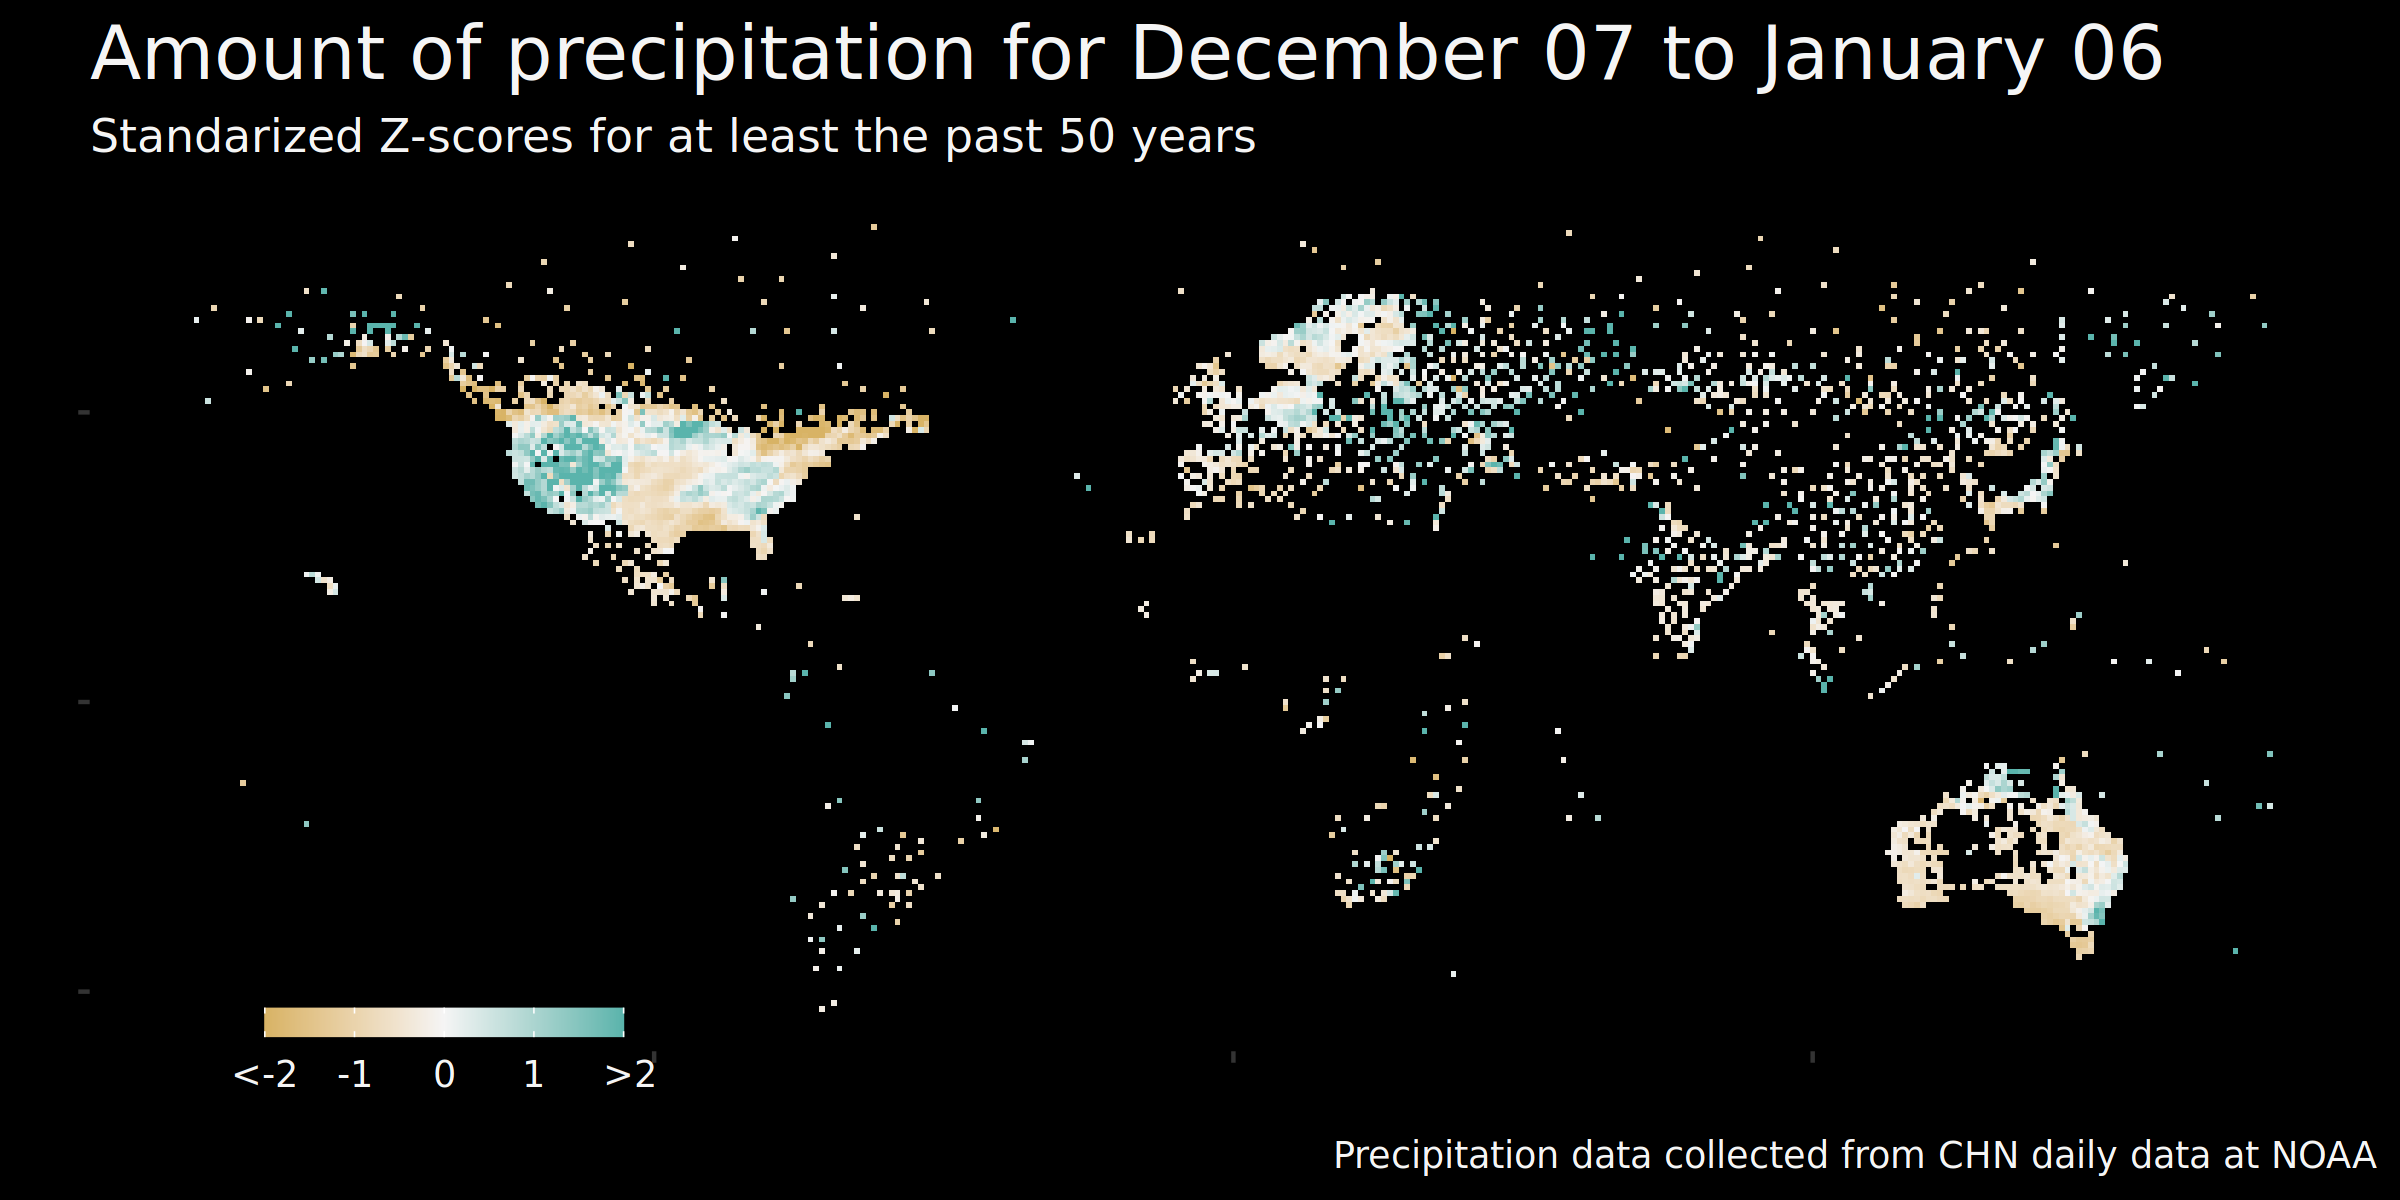 Amount of precipitation for December 07 to January 06
Standarized Z-scores for at least the past 50 years
<-2 -1 0 1 >2
Precipitation data collected from CHN daily data at NOAA